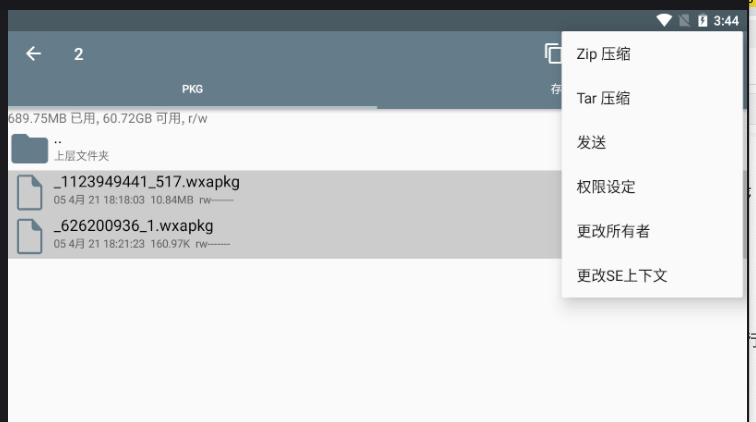 3:44
2
PKG
存
689.75MB 已用, 60.72GB 可用, r/w
..
上层文件夹
_1123949441_517.wxapkg
05 4月 21 18:18:03 10.84MB rw-------
_626200936_1.wxapkg
05 4月 21 18:21:23 160.97K rw-------
Zip 压缩
Tar 压缩
发送
权限设定
更改所有者
更改SE上下文